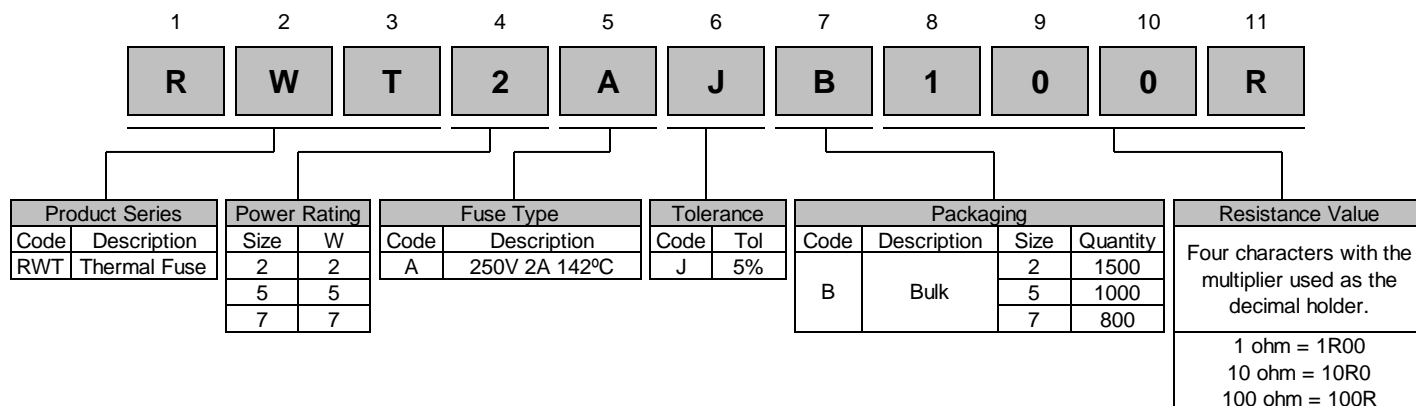 1 2 3 4 5 6 7 8 9 10 11
R W T 2 A J B 1 0 0 R
Product Series
Code Description
RWT Thermal Fuse
Power Rating
Size W
2 2
5 5
7 7
Fuse Type
Code Description
A 250V 2A 142ºC
Tolerance
Code Tol
J 5%
Packaging
Code Description Size Quantity
B Bulk
2 1500
5 1000
7 800
Resistance Value
Four characters with the
multiplier used as the
decimal holder.
1 ohm = 1R00
10 ohm = 10R0
100 ohm = 100R